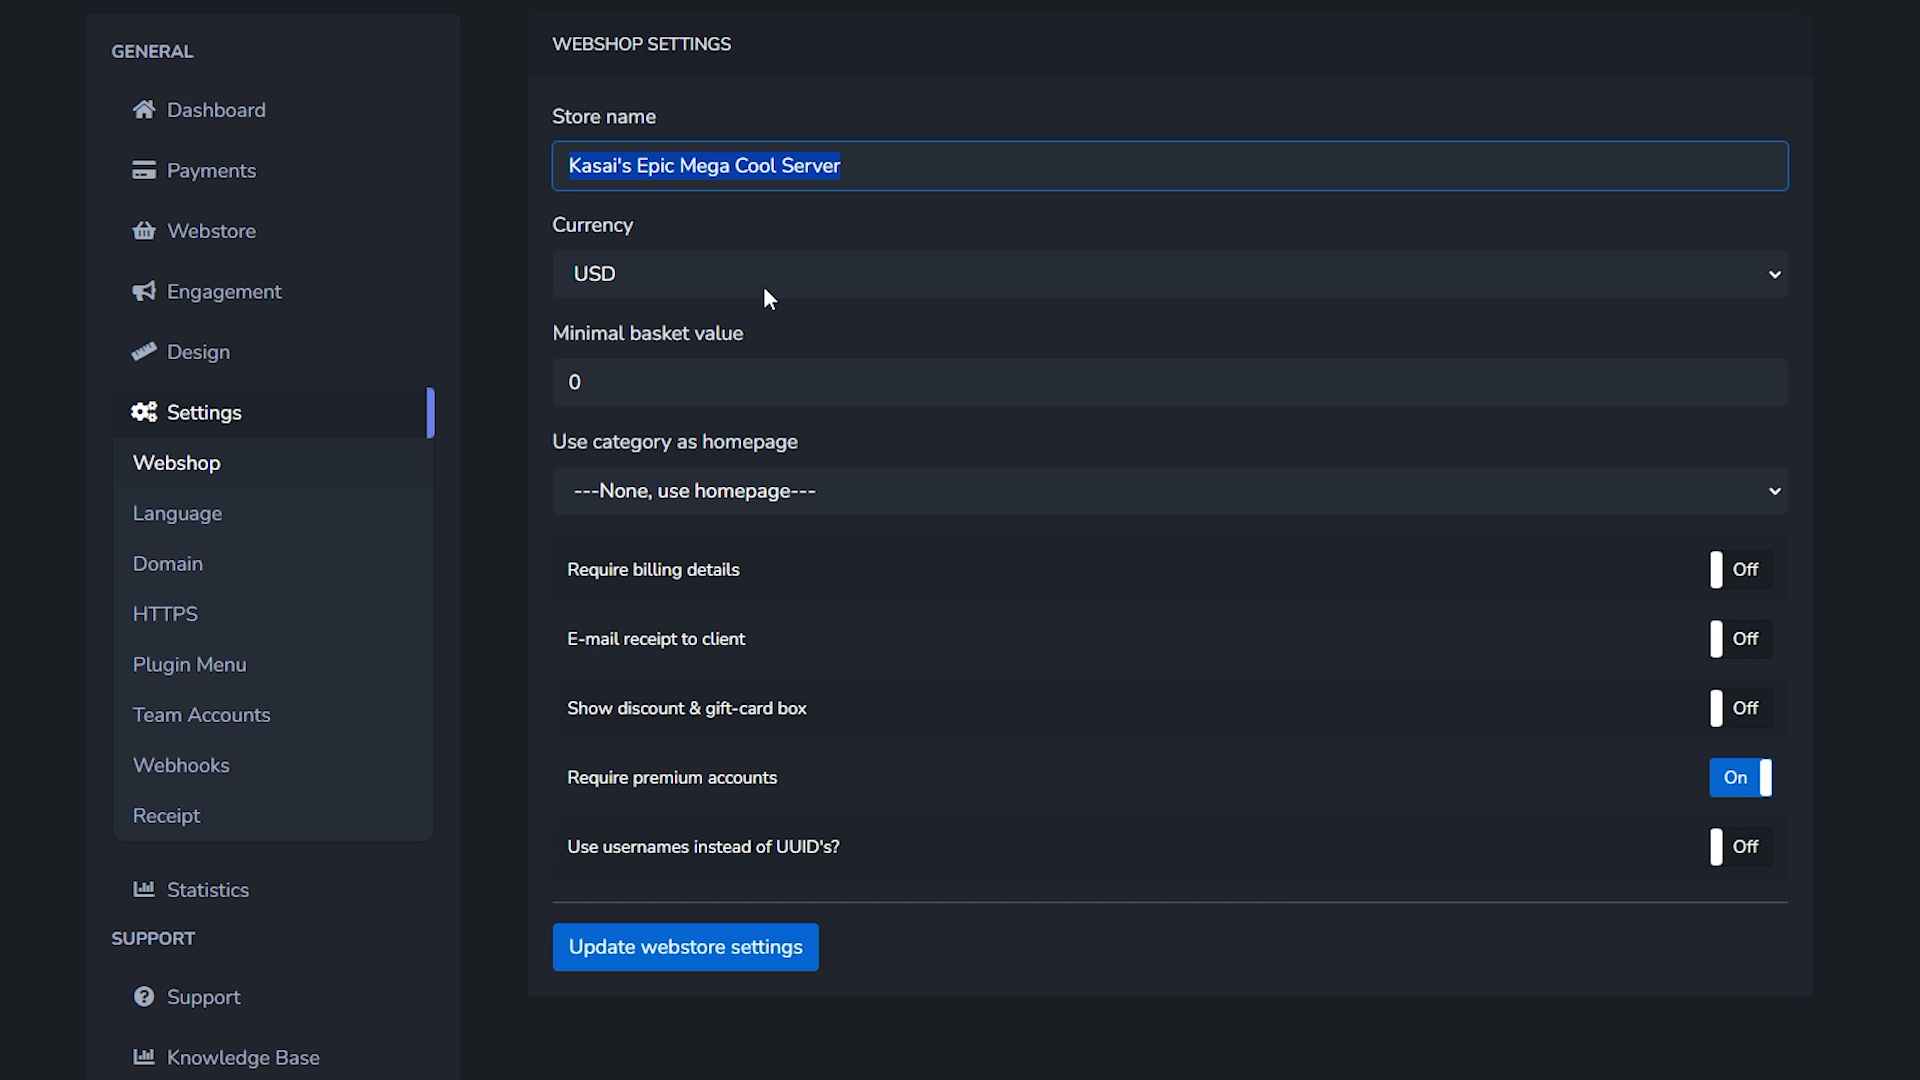 GENERAL
Dashboard
Payments
Webstore
Engagement
Design
Settings
Webshop
Language
Domain
HTTPS
Plugin Menu
Team Accounts
Webhooks
Receipt
Statistics
SUPPORT
Support
Knowledge Base
WEBSHOP SETTINGS
Store name
Kasai's Epic Mega Cool Server
Currency
USD
Minimal basket value
0
Use category as homepage
---None, use homepage---
Require billing details
Off
E-mail receipt to client
Off
Show discount & gift-card box
Off
Require premium accounts
On
Use usernames instead of UUID's?
Off
Update webstore settings